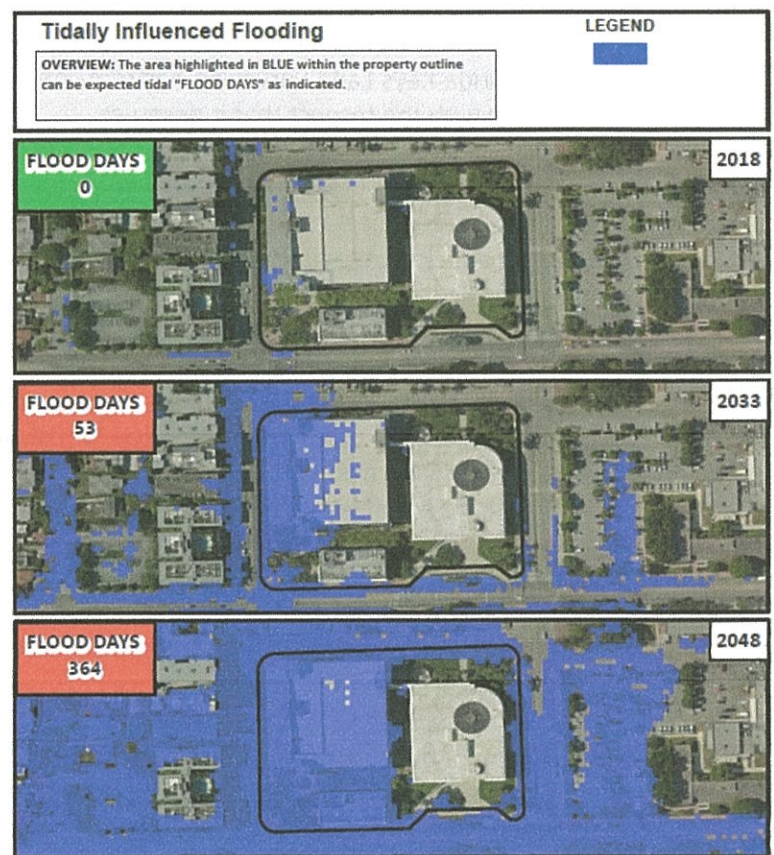 Tidally Influenced Flooding
LEGEND
OVERVIEW: The area highlighted in BLUE within the property outline
can be expected tidal "FLOOD DAYS" as indicated.
FLOOD DAYS
0
2018
FLOOD DAYS
53
2033
FLOOD DAYS
364
2048